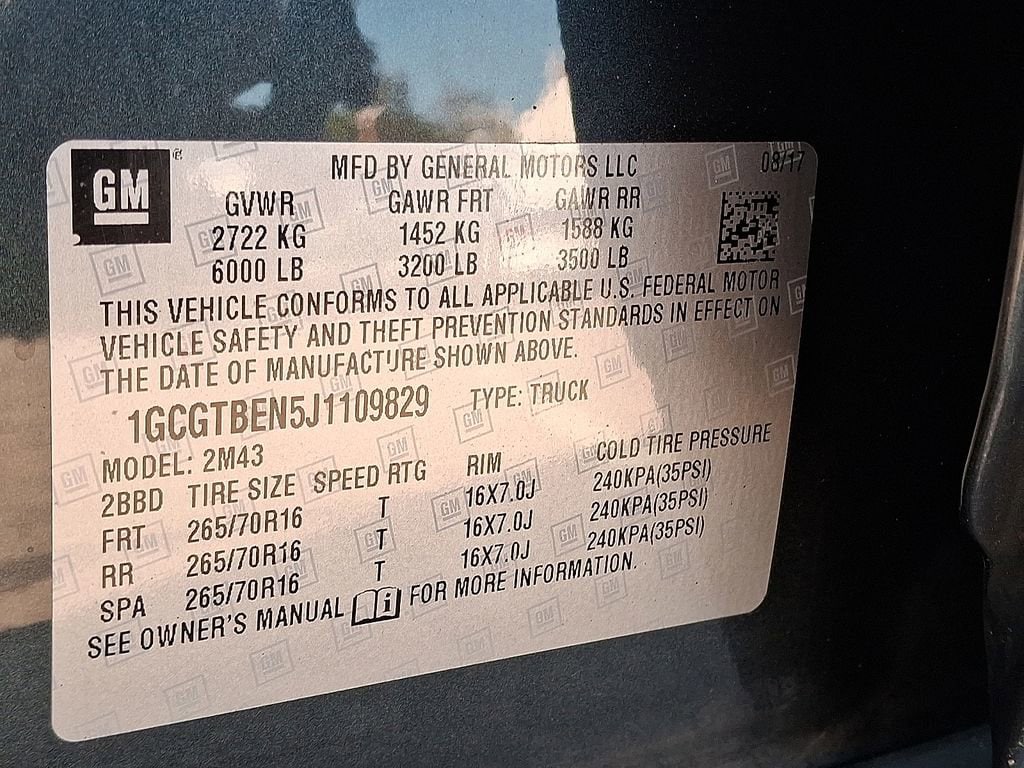 GM
MFD BY GENERAL MOTORS LLC 08/17
GVWR GAWR FRT GAWR RR
2722 KG 1452 KG 1588 KG
6000 LB 3200 LB 3500 LB
THIS VEHICLE CONFORMS TO ALL APPLICABLE U.S. FEDERAL MOTOR
VEHICLE SAFETY AND THEFT PREVENTION STANDARDS IN EFFECT ON
THE DATE OF MANUFACTURE SHOWN ABOVE.
1GCGTBEN5J1109829 TYPE: TRUCK
MODEL: 2M43
2BBD TIRE SIZE SPEED RTG RIM COLD TIRE PRESSURE
FRT 265/70R16 T 16X7.0J 240KPA(35PSI)
RR 265/70R16 T 16X7.0J 240KPA(35PSI)
SPA 265/70R16 T 16X7.0J 240KPA(35PSI)
SEE OWNER'S MANUAL FOR MORE INFORMATION.